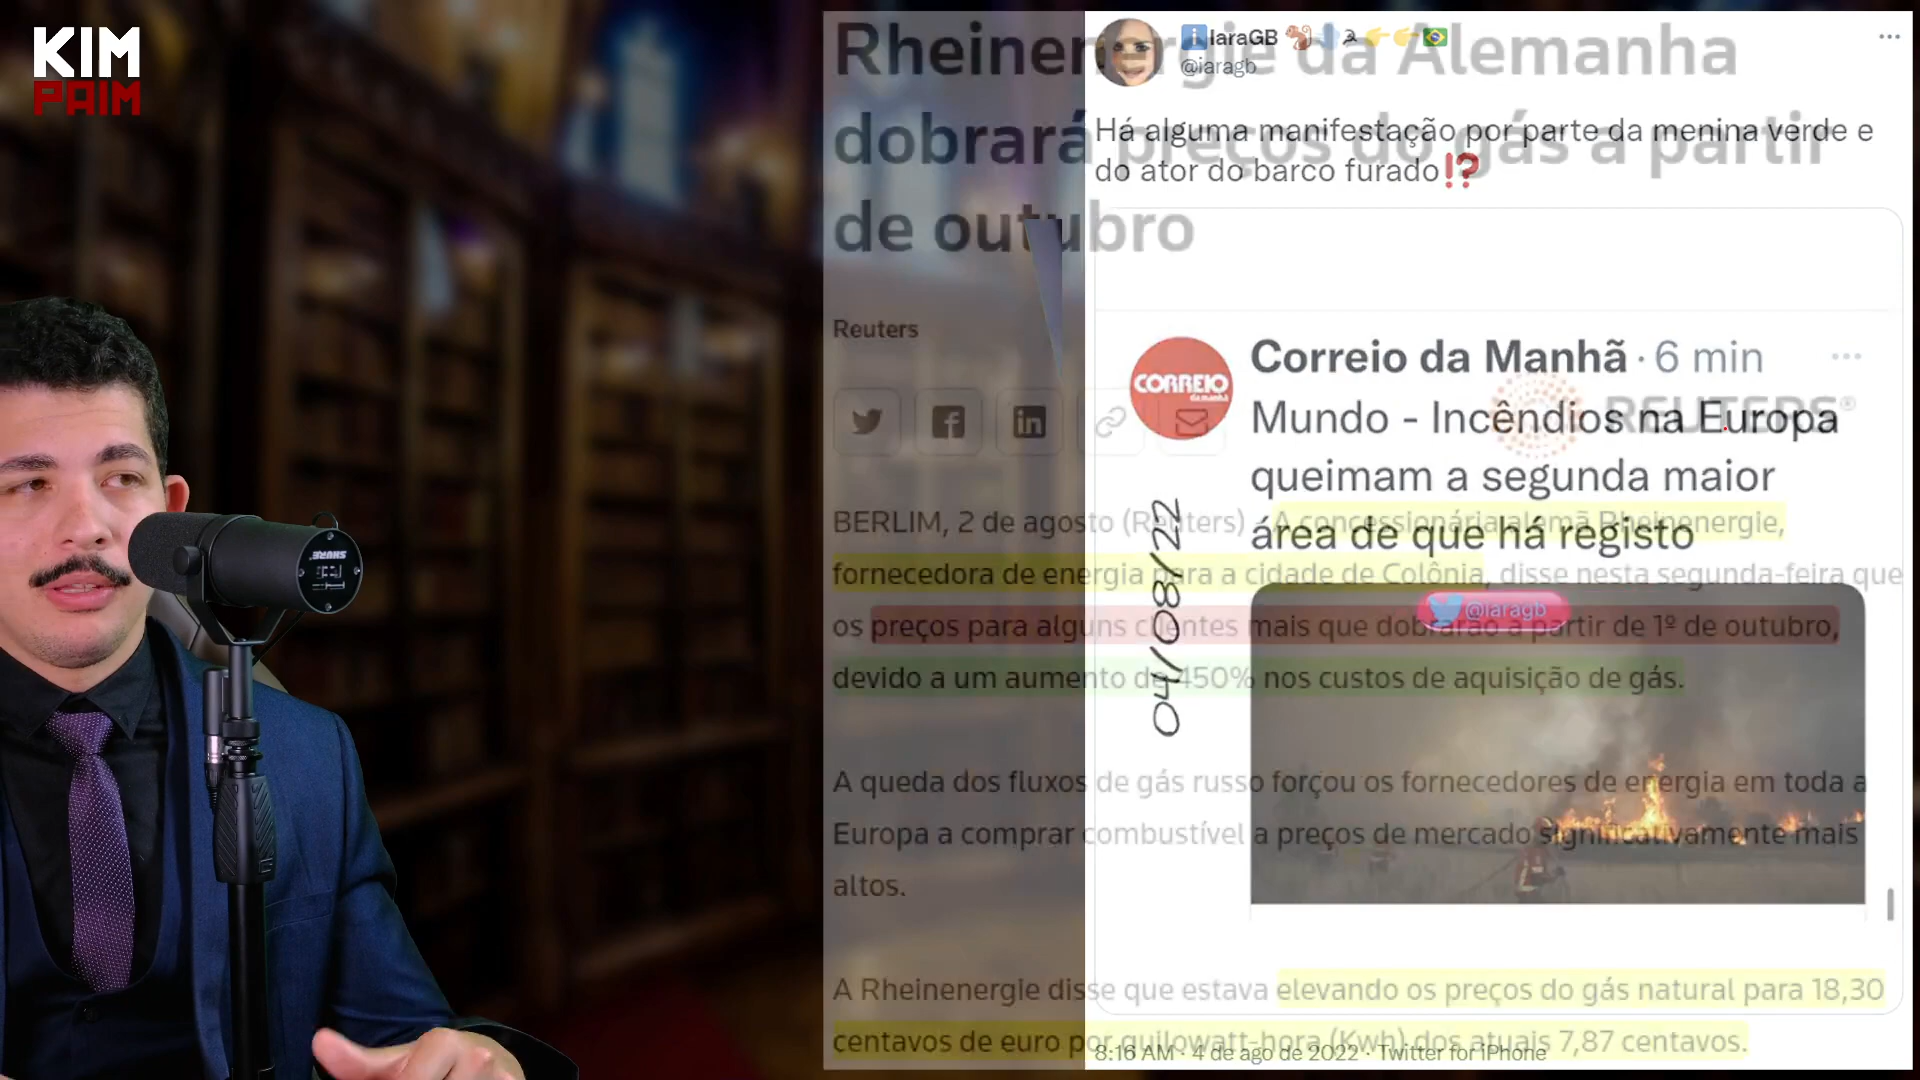 KIM
PAIM
Rheinenergie da Alemanha
dobrará preços do gás a partir
de outubro
Reuters
REUTERS®
BERLIM, 2 de agosto (Reuters) - A concessionária alemã Rheinenergie,
fornecedora de energia para a cidade de Colônia, disse nesta segunda-feira que
os preços para alguns clientes mais que dobrarão a partir de 1º de outubro,
devido a um aumento de 450% nos custos de aquisição de gás.
A queda dos fluxos de gás russo forçou os fornecedores de energia em toda a
Europa a comprar combustível a preços de mercado significativamente mais
altos.
A Rheinenergie disse que estava elevando os preços do gás natural para 18,30
centavos de euro por quilowatt-hora (Kwh) dos atuais 7,87 centavos.
IaraGB
@iaragb
Há alguma manifestação por parte da menina verde e
do ator do barco furado⁉️
CORREIO
da manhã
Correio da Manhã · 6 min
Mundo - Incêndios na Europa
queimam a segunda maior
área de que há registo
@iaragb
04/08/22
8:16 AM · 4 de ago de 2022 · Twitter for iPhone
SHURE